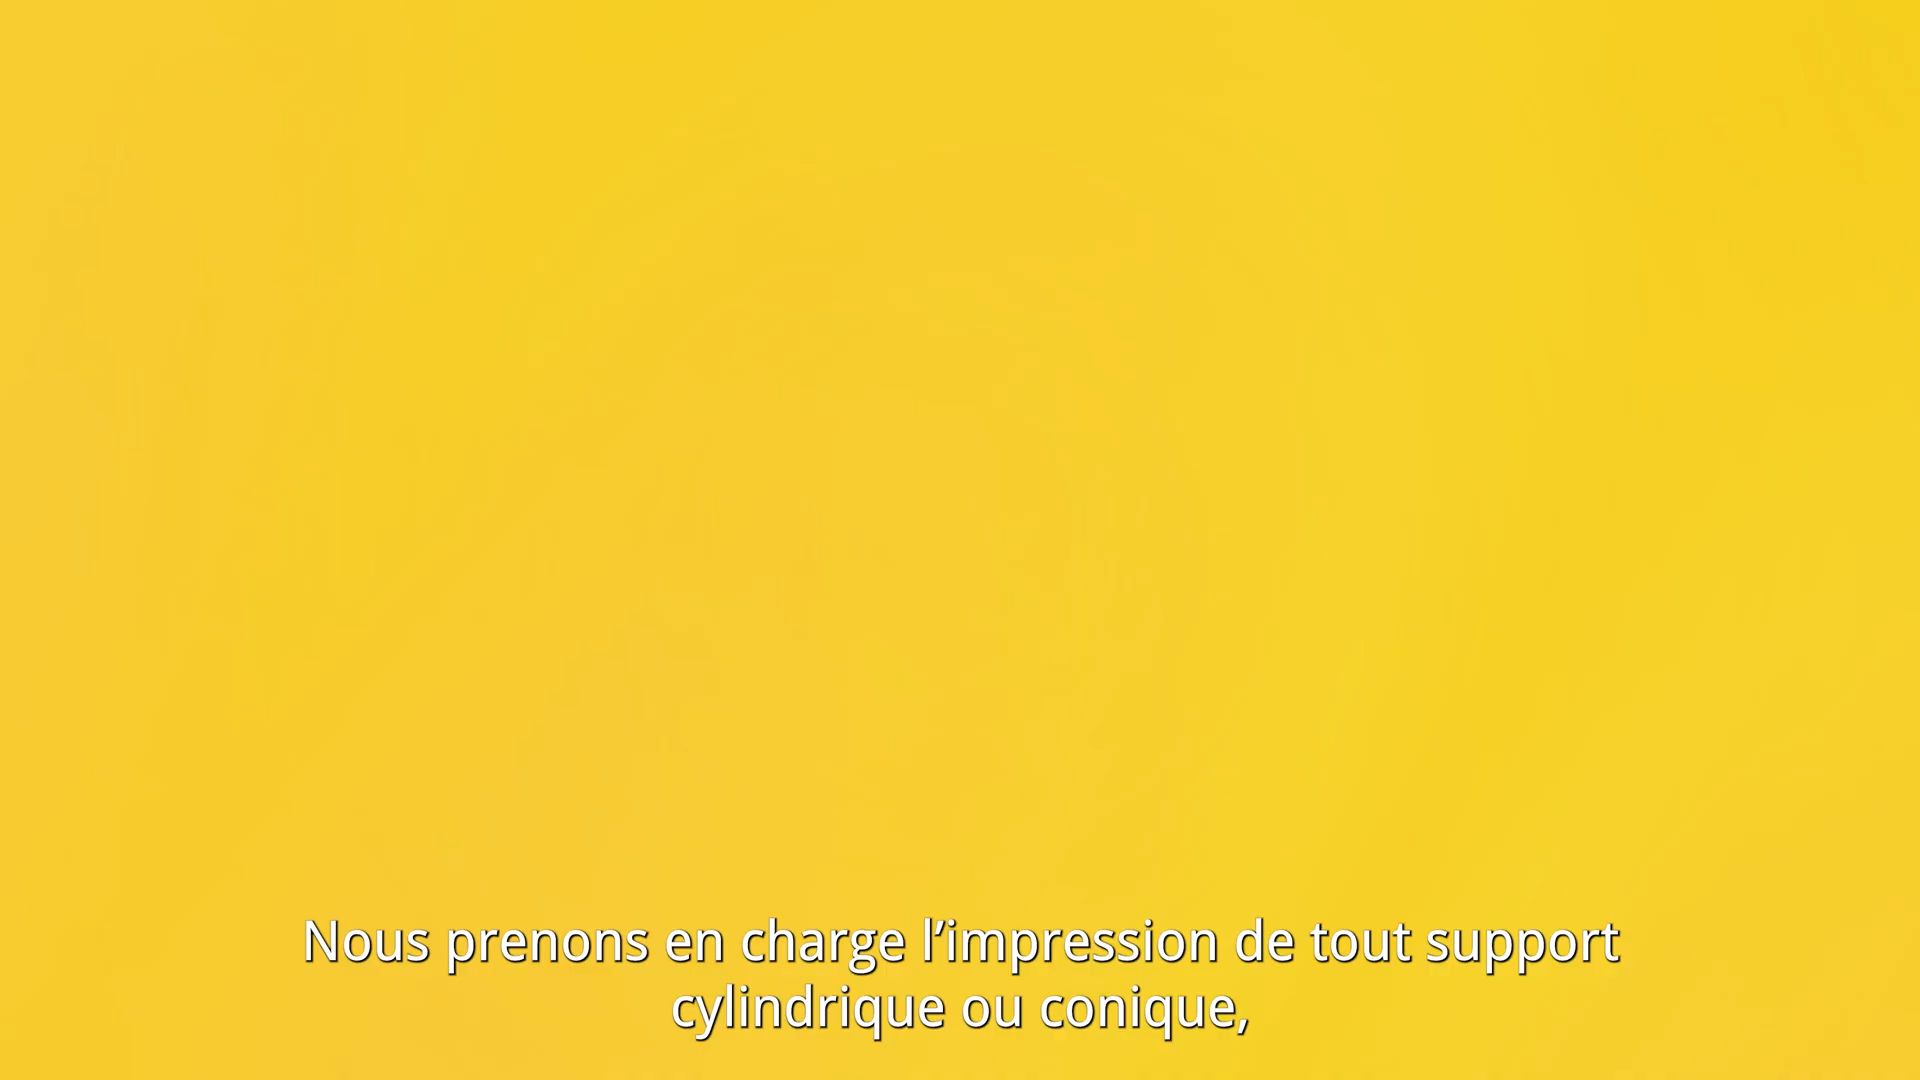 Nous prenons en charge l’impression de tout support
cylindrique ou conique,